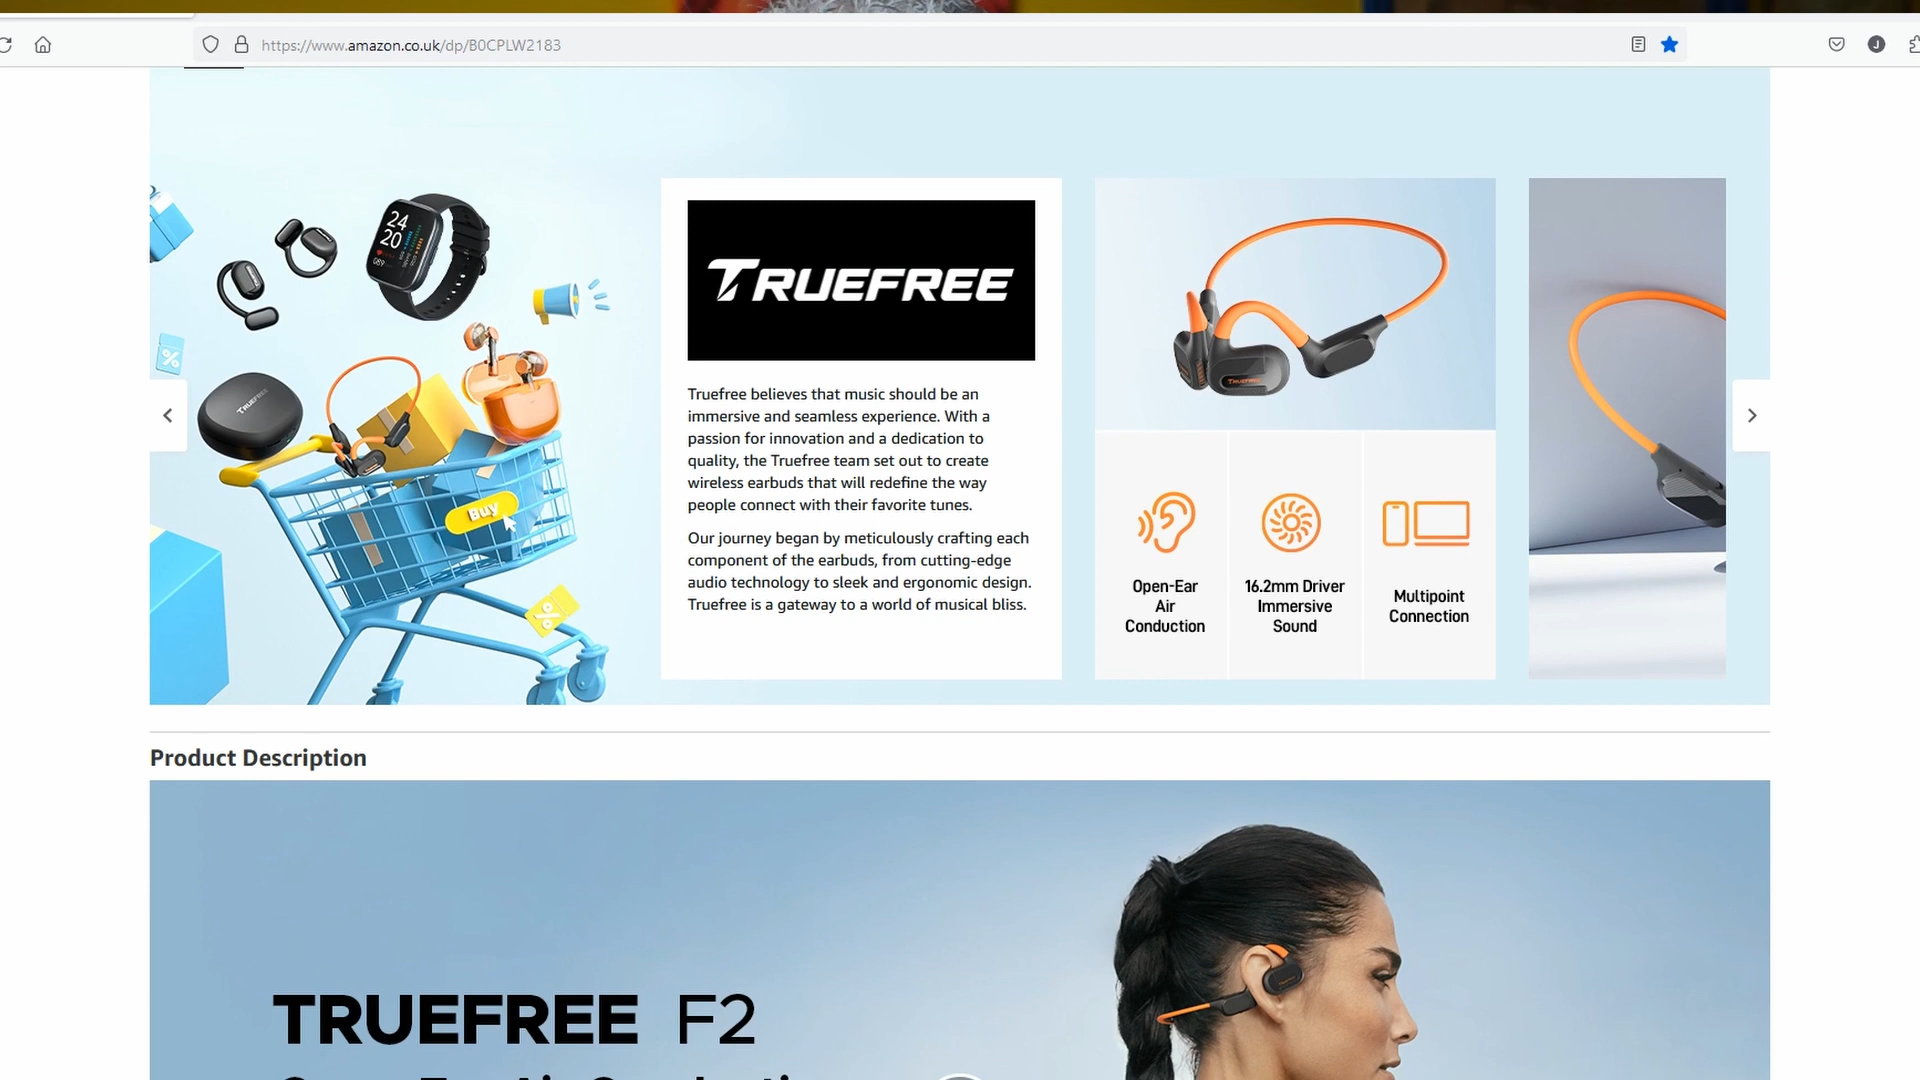 https://www.amazon.co.uk/dp/B0CPLW2183
J
24
20
089
TRUEFREE
Buy
%
%
TRUEFREE
Truefree believes that music should be an
immersive and seamless experience. With a
passion for innovation and a dedication to
quality, the Truefree team set out to create
wireless earbuds that will redefine the way
people connect with their favorite tunes.
Our journey began by meticulously crafting each
component of the earbuds, from cutting-edge
audio technology to sleek and ergonomic design.
Truefree is a gateway to a world of musical bliss.
TRUEFREE
Open-Ear
Air
Conduction
16.2mm Driver
Immersive
Sound
Multipoint
Connection
Product Description
TRUEFREE F2